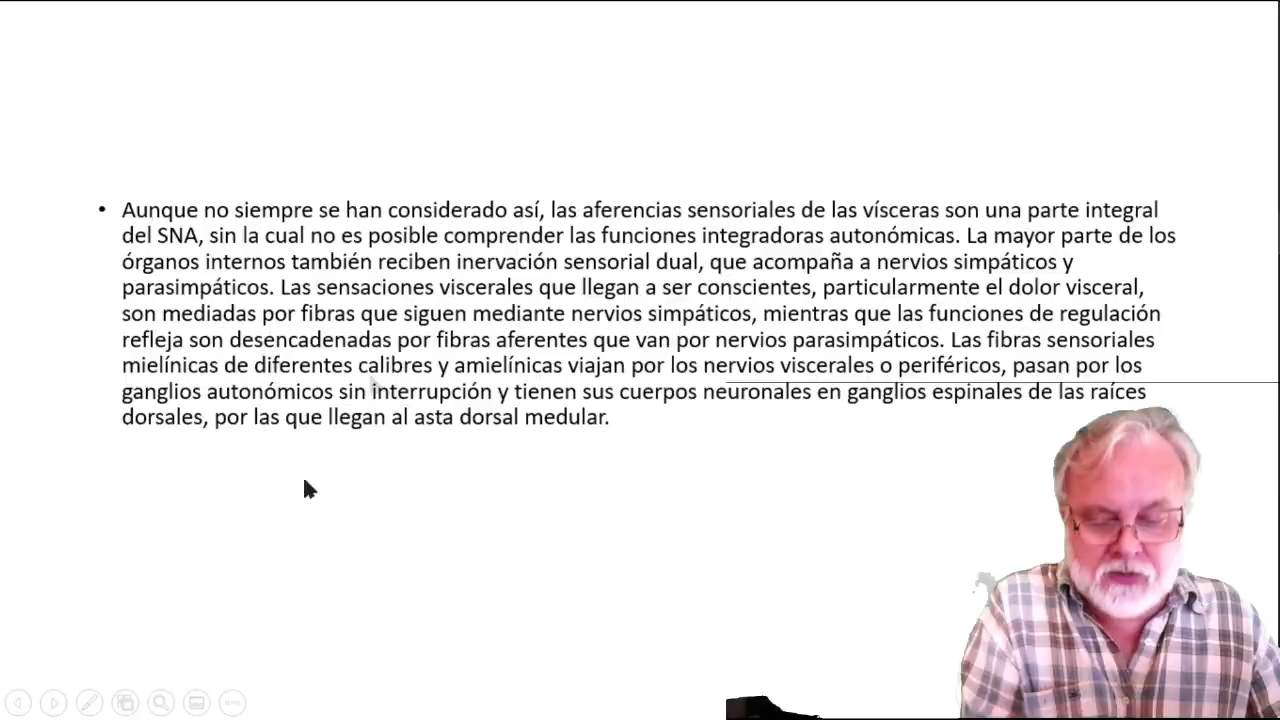 • Aunque no siempre se han considerado así, las aferencias sensoriales de las vísceras son una parte integral
del SNA, sin la cual no es posible comprender las funciones integradoras autonómicas. La mayor parte de los
órganos internos también reciben inervación sensorial dual, que acompaña a nervios simpáticos y
parasimpáticos. Las sensaciones viscerales que llegan a ser conscientes, particularmente el dolor visceral,
son mediadas por fibras que siguen mediante nervios simpáticos, mientras que las funciones de regulación
refleja son desencadenadas por fibras aferentes que van por nervios parasimpáticos. Las fibras sensoriales
mielínicas de diferentes calibres y amielínicas viajan por los nervios viscerales o periféricos, pasan por los
ganglios autonómicos sin interrupción y tienen sus cuerpos neuronales en ganglios espinales de las raíces
dorsales, por las que llegan al asta dorsal medular.